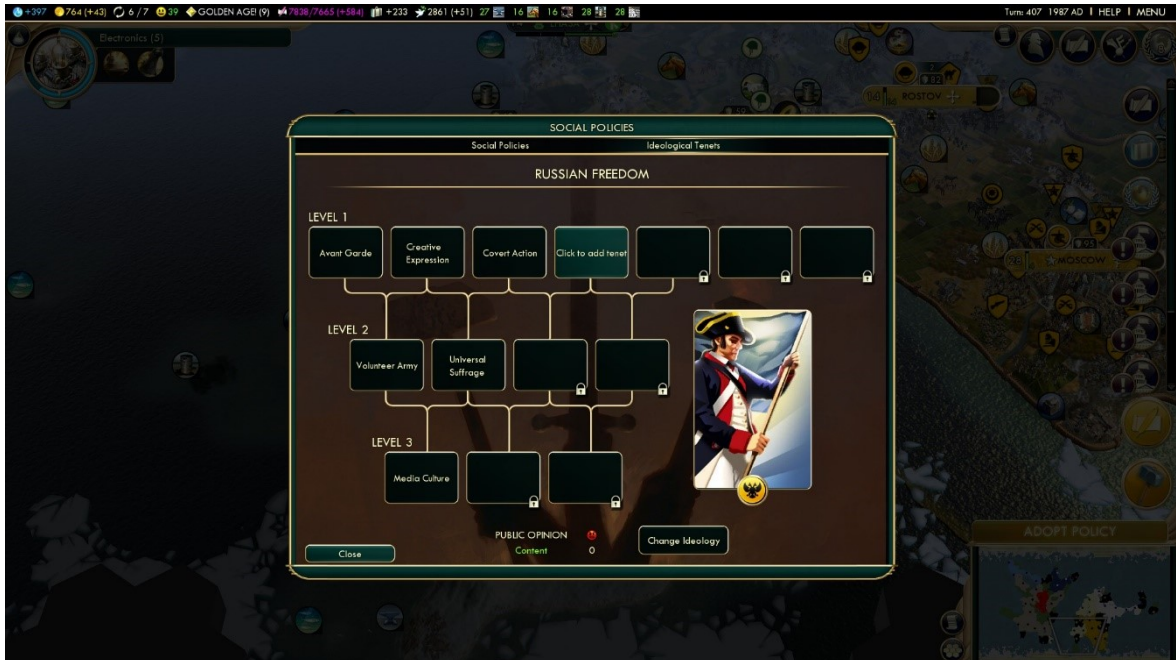 +397 764 (+43) 6 / 7 39 GOLDEN AGE! (9) 7838/7665 (+584) +233 2861 (+51) 27 16 16 28 28
Turn: 407 1987 AD | HELP | MENU
Electronics (5)
ROSTOV
MOSCOW
SOCIAL POLICIES
Social Policies
Ideological Tenets
RUSSIAN FREEDOM
LEVEL 1
Avant Garde
Creative
Expression
Covert Action
Click to add tenet
LEVEL 2
Volunteer Army
Universal
Suffrage
LEVEL 3
Media Culture
PUBLIC OPINION
Content 0
Change Ideology
Close
ADOPT POLICY